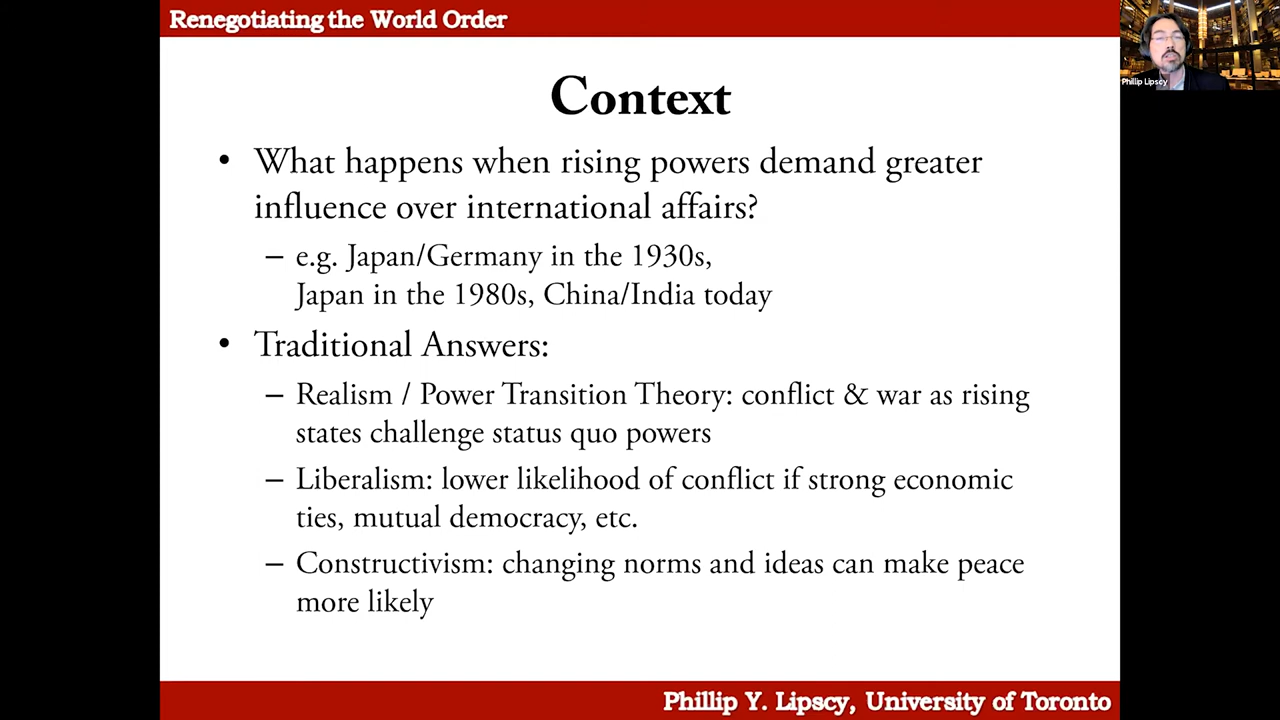 Renegotiating the World Order
Phillip Lipscy
Context
• What happens when rising powers demand greater
influence over international affairs?
– e.g. Japan/Germany in the 1930s,
Japan in the 1980s, China/India today
• Traditional Answers:
– Realism / Power Transition Theory: conflict & war as rising
states challenge status quo powers
– Liberalism: lower likelihood of conflict if strong economic
ties, mutual democracy, etc.
– Constructivism: changing norms and ideas can make peace
more likely
Phillip Y. Lipscy, University of Toronto